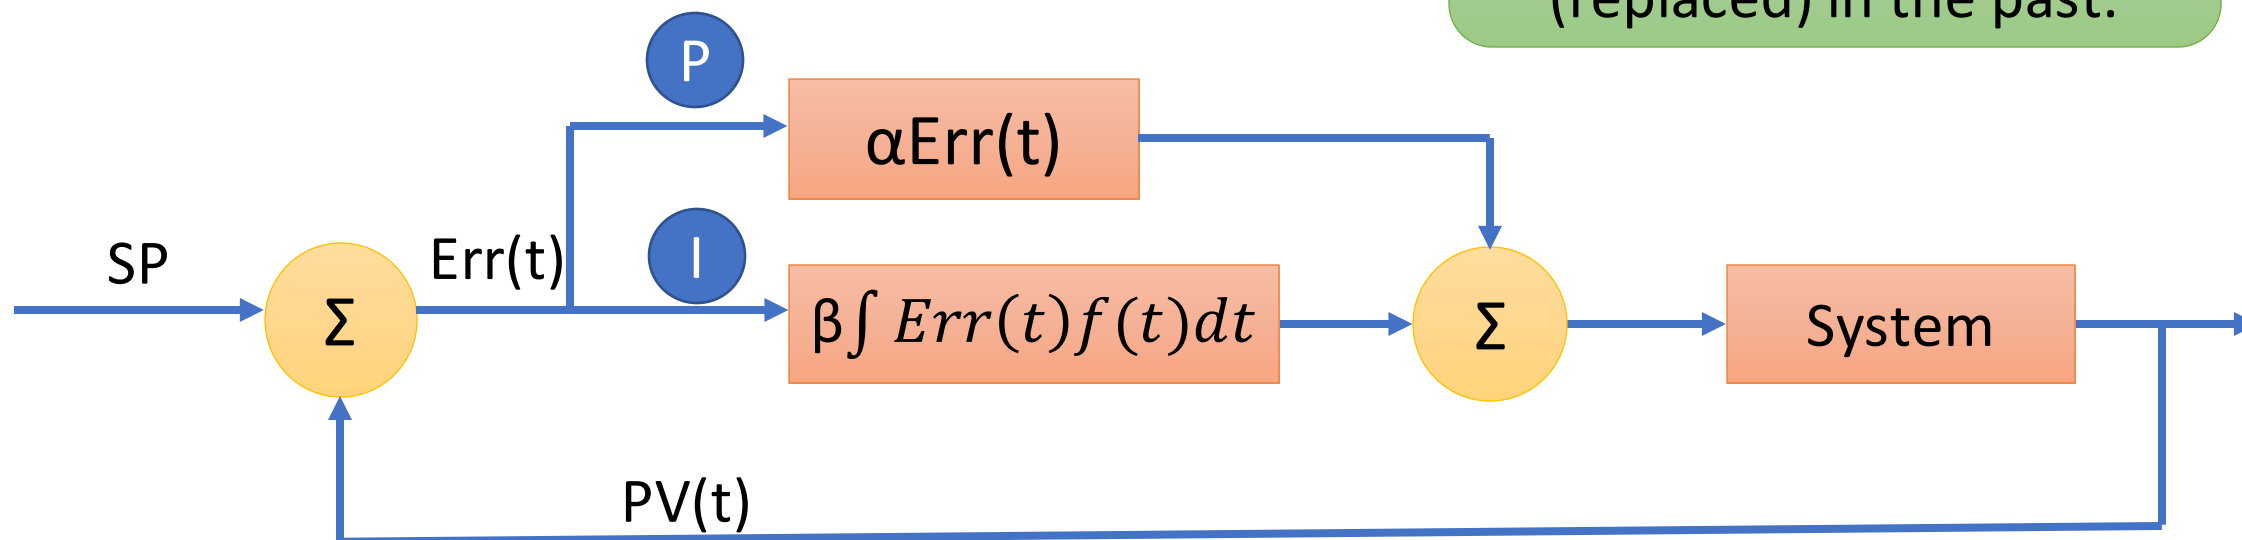 (replaced) in the past.
P
αErr(t)
SP
Err(t)
I
Σ
β∫ Err(t)f(t)dt
Σ
System
PV(t)